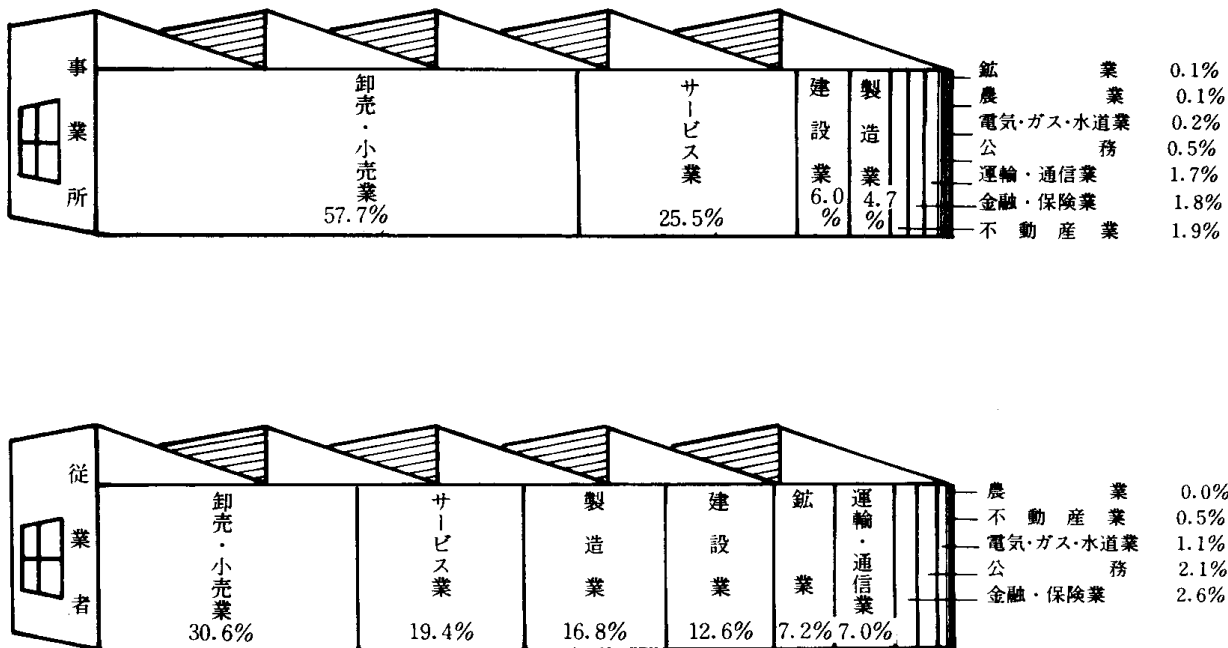 事業所
卸売・小売業
57.7%
サービス業
25.5%
建設業
6.0
%
製造業
4.7
%
鉱業 0.1%
農業 0.1%
電気・ガス・水道業 0.2%
公務 0.5%
運輸・通信業 1.7%
金融・保険業 1.8%
不動産業 1.9%
従業者
卸売・小売業
30.6%
サービス業
19.4%
製造業
16.8%
建設業
12.6%
鉱業
7.2%
運輸・通信業
7.0%
農業 0.0%
不動産業 0.5%
電気・ガス・水道業 1.1%
公務 2.1%
金融・保険業 2.6%